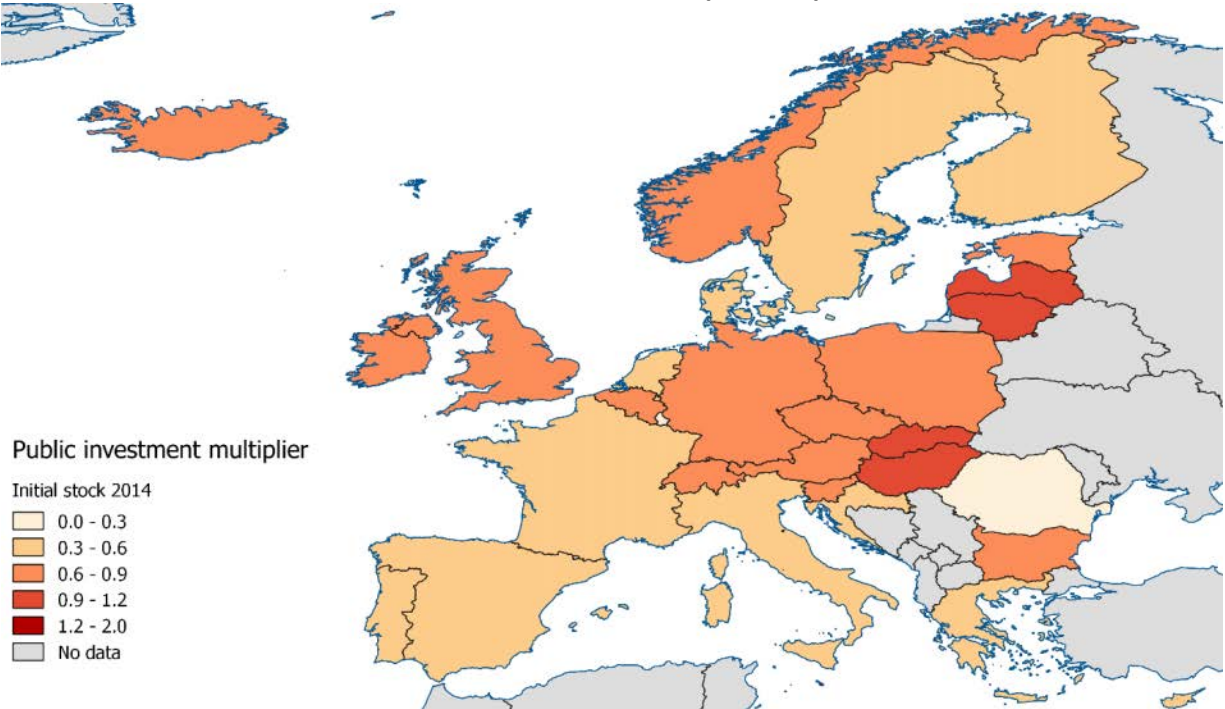 Public investment multiplier
Initial stock 2014
0.0 - 0.3
0.3 - 0.6
0.6 - 0.9
0.9 - 1.2
1.2 - 2.0
No data